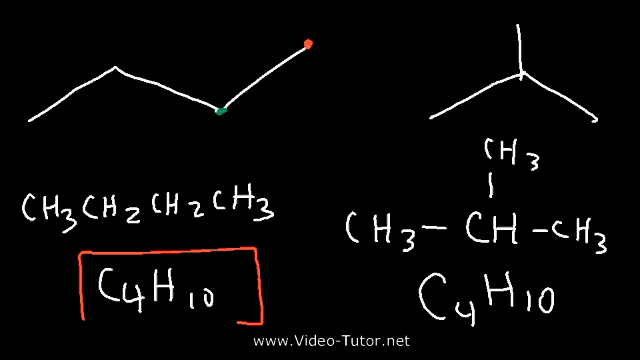 CH3CH2CH2CH3
C4H10
CH3
CH3-CH-CH3
C4H10
www.Video-Tutor.net